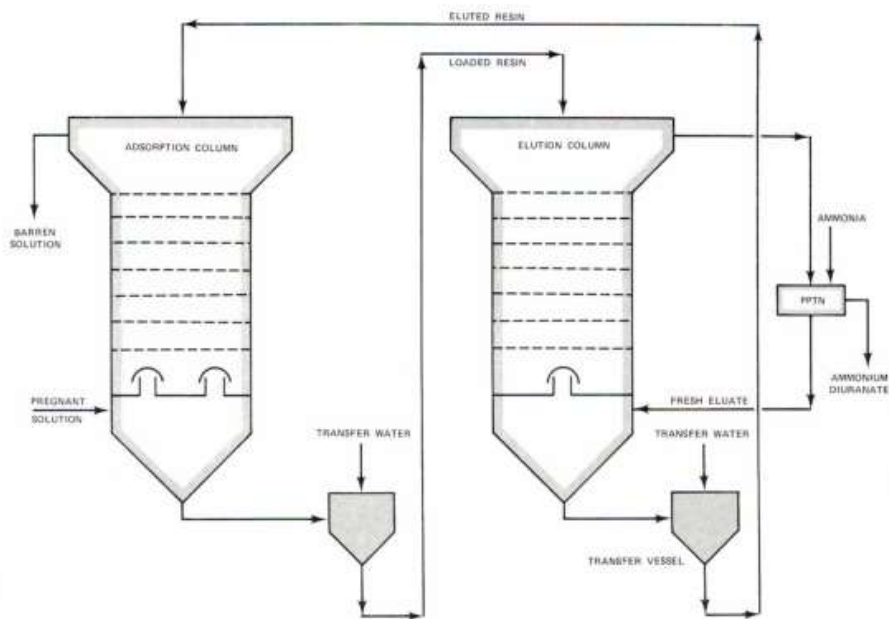 ELUTED RESIN
LOADED RESIN
ADSORPTION COLUMN
ELUTION COLUMN
BARREN
SOLUTION
AMMONIA
PPTN
AMMONIUM
DIURANATE
PREGNANT
SOLUTION
FRESH ELUATE
TRANSFER WATER
TRANSFER WATER
TRANSFER VESSEL